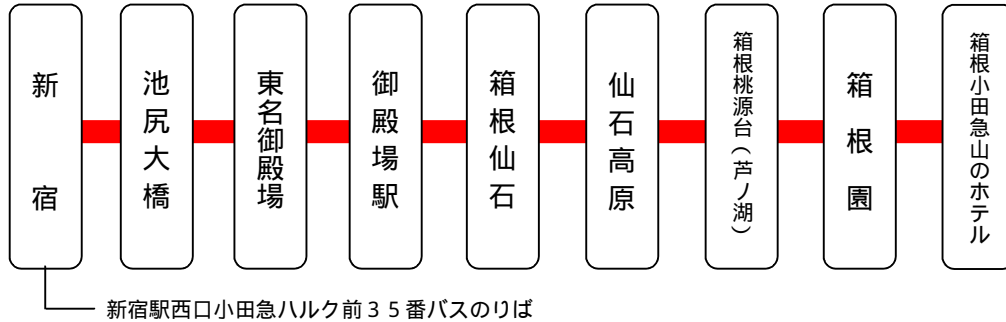 新宿
池尻大橋
東名御殿場
御殿場駅
箱根仙石
仙石高原
箱根桃源台(芦ノ湖)
箱根園
箱根小田急山のホテル
新宿駅西口小田急ハルク前35番バスのりば